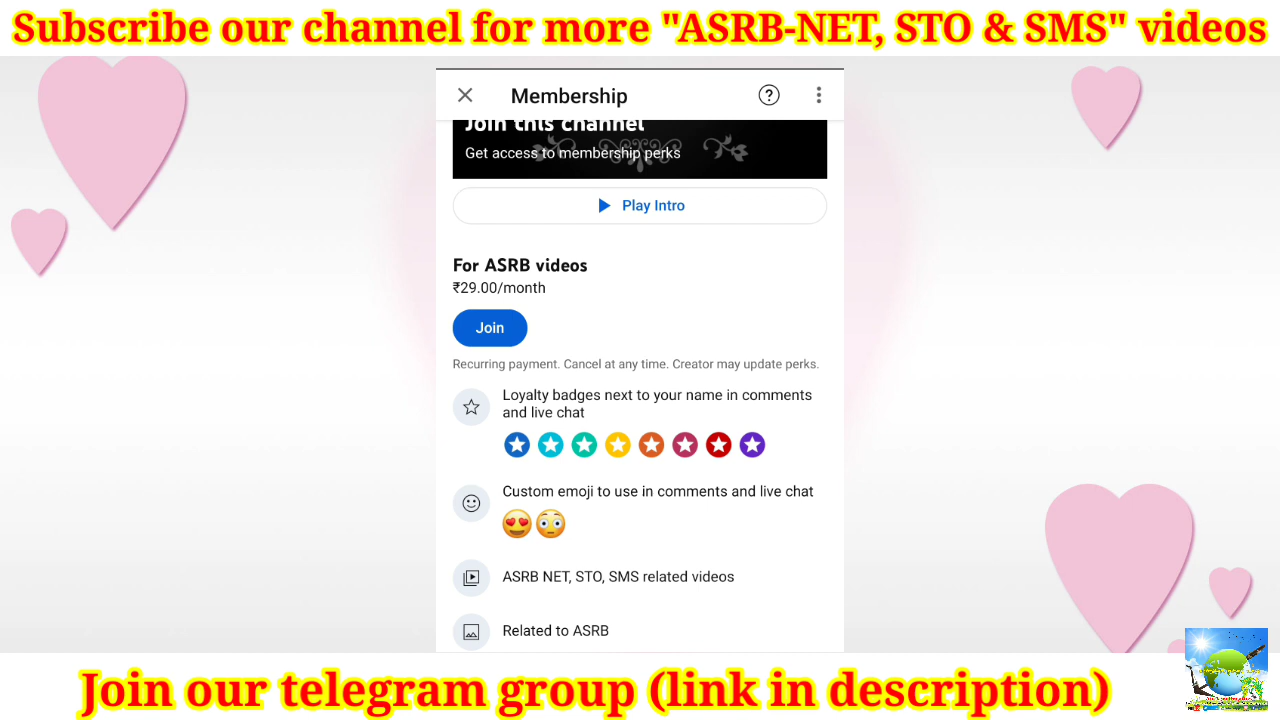 Subscribe our channel for more "ASRB-NET, STO & SMS" videos
Membership
Join this channel
Get access to membership perks
Play Intro
For ASRB videos
₹29.00/month
Join
Recurring payment. Cancel at any time. Creator may update perks.
Loyalty badges next to your name in comments
and live chat
Custom emoji to use in comments and live chat
ASRB NET, STO, SMS related videos
Related to ASRB
Join our telegram group (link in description)